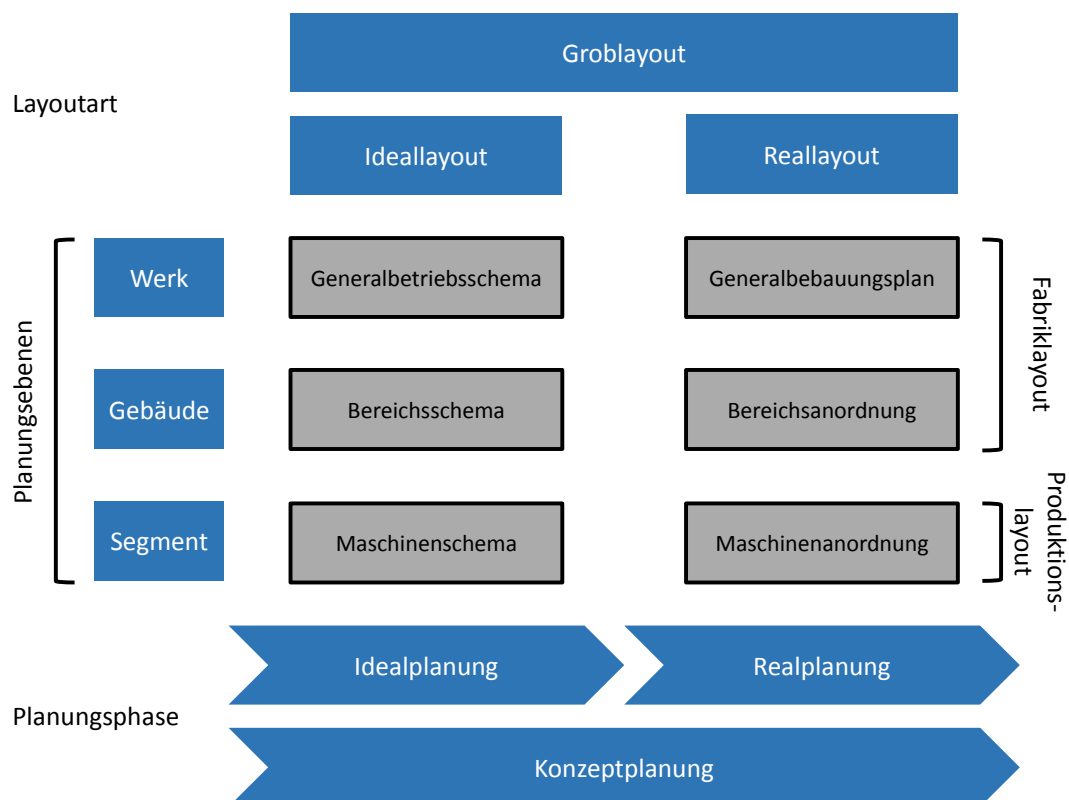 Groblayout
Layoutart
Ideallayout
Reallayout
Planungsebenen
Werk
Generalbetriebsschema
Generalbebauungsplan
Fabriklayout
Gebäude
Bereichsschema
Bereichsanordnung
Segment
Maschinenschema
Maschinenanordnung
Produktions-
layout
Idealplanung
Realplanung
Planungsphase
Konzeptplanung